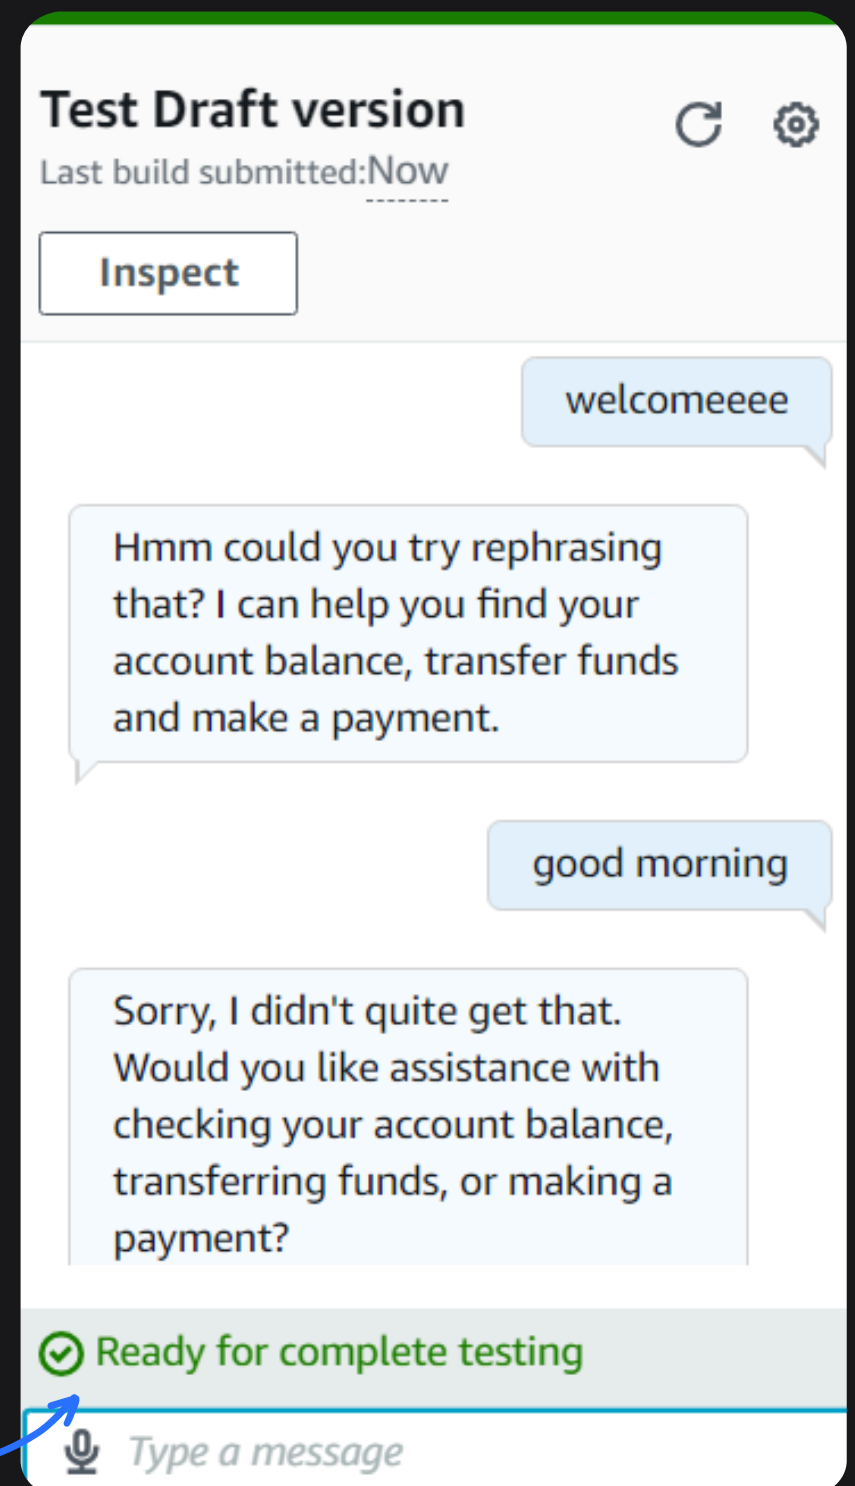 Test Draft version
Last build submitted:Now
Inspect
welcomeeee
Hmm could you try rephrasing
that? I can help you find your
account balance, transfer funds
and make a payment.
good morning
Sorry, I didn't quite get that.
Would you like assistance with
checking your account balance,
transferring funds, or making a
payment?
Ready for complete testing
Type a message